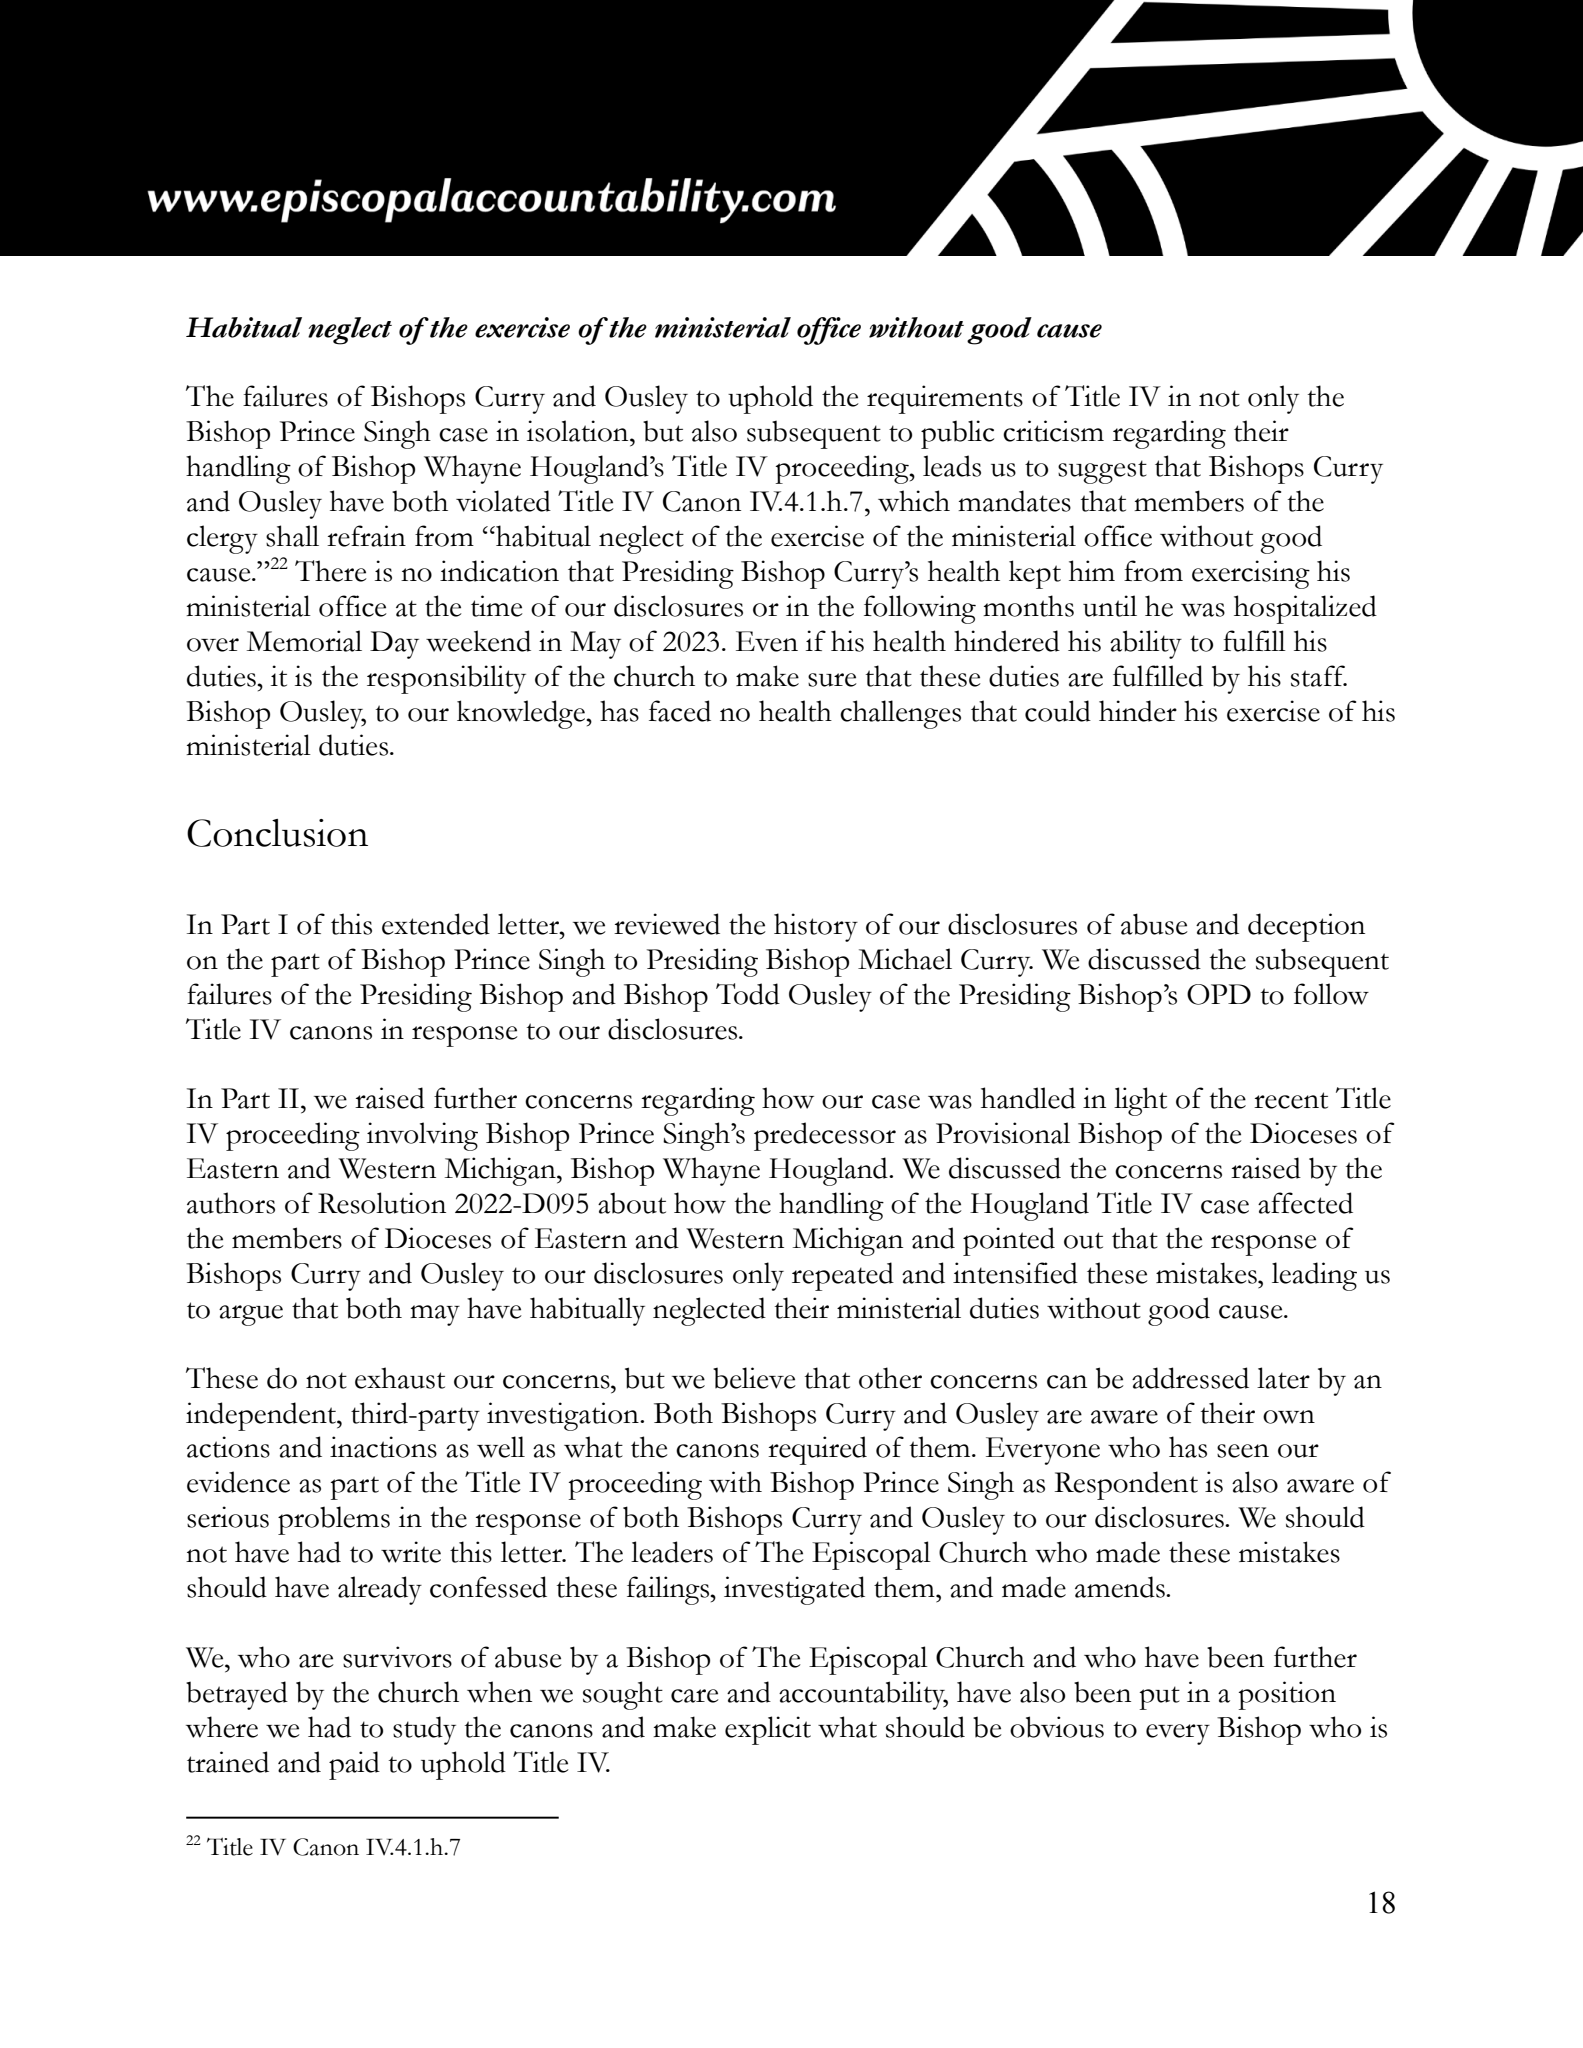 www.episcopalaccountability.com
Habitual neglect of the exercise of the ministerial office without good cause
The failures of Bishops Curry and Ousley to uphold the requirements of Title IV in not only the
Bishop Prince Singh case in isolation, but also subsequent to public criticism regarding their
handling of Bishop Whayne Hougland’s Title IV proceeding, leads us to suggest that Bishops Curry
and Ousley have both violated Title IV Canon IV.4.1.h.7, which mandates that members of the
clergy shall refrain from “habitual neglect of the exercise of the ministerial office without good
cause.”22 There is no indication that Presiding Bishop Curry’s health kept him from exercising his
ministerial office at the time of our disclosures or in the following months until he was hospitalized
over Memorial Day weekend in May of 2023. Even if his health hindered his ability to fulfill his
duties, it is the responsibility of the church to make sure that these duties are fulfilled by his staff.
Bishop Ousley, to our knowledge, has faced no health challenges that could hinder his exercise of his
ministerial duties.
Conclusion
In Part I of this extended letter, we reviewed the history of our disclosures of abuse and deception
on the part of Bishop Prince Singh to Presiding Bishop Michael Curry. We discussed the subsequent
failures of the Presiding Bishop and Bishop Todd Ousley of the Presiding Bishop’s OPD to follow
Title IV canons in response to our disclosures.
In Part II, we raised further concerns regarding how our case was handled in light of the recent Title
IV proceeding involving Bishop Prince Singh’s predecessor as Provisional Bishop of the Dioceses of
Eastern and Western Michigan, Bishop Whayne Hougland. We discussed the concerns raised by the
authors of Resolution 2022-D095 about how the handling of the Hougland Title IV case affected
the members of Dioceses of Eastern and Western Michigan and pointed out that the response of
Bishops Curry and Ousley to our disclosures only repeated and intensified these mistakes, leading us
to argue that both may have habitually neglected their ministerial duties without good cause.
These do not exhaust our concerns, but we believe that other concerns can be addressed later by an
independent, third-party investigation. Both Bishops Curry and Ousley are aware of their own
actions and inactions as well as what the canons required of them. Everyone who has seen our
evidence as part of the Title IV proceeding with Bishop Prince Singh as Respondent is also aware of
serious problems in the response of both Bishops Curry and Ousley to our disclosures. We should
not have had to write this letter. The leaders of The Episcopal Church who made these mistakes
should have already confessed these failings, investigated them, and made amends.
We, who are survivors of abuse by a Bishop of The Episcopal Church and who have been further
betrayed by the church when we sought care and accountability, have also been put in a position
where we had to study the canons and make explicit what should be obvious to every Bishop who is
trained and paid to uphold Title IV.
22 Title IV Canon IV.4.1.h.7
18